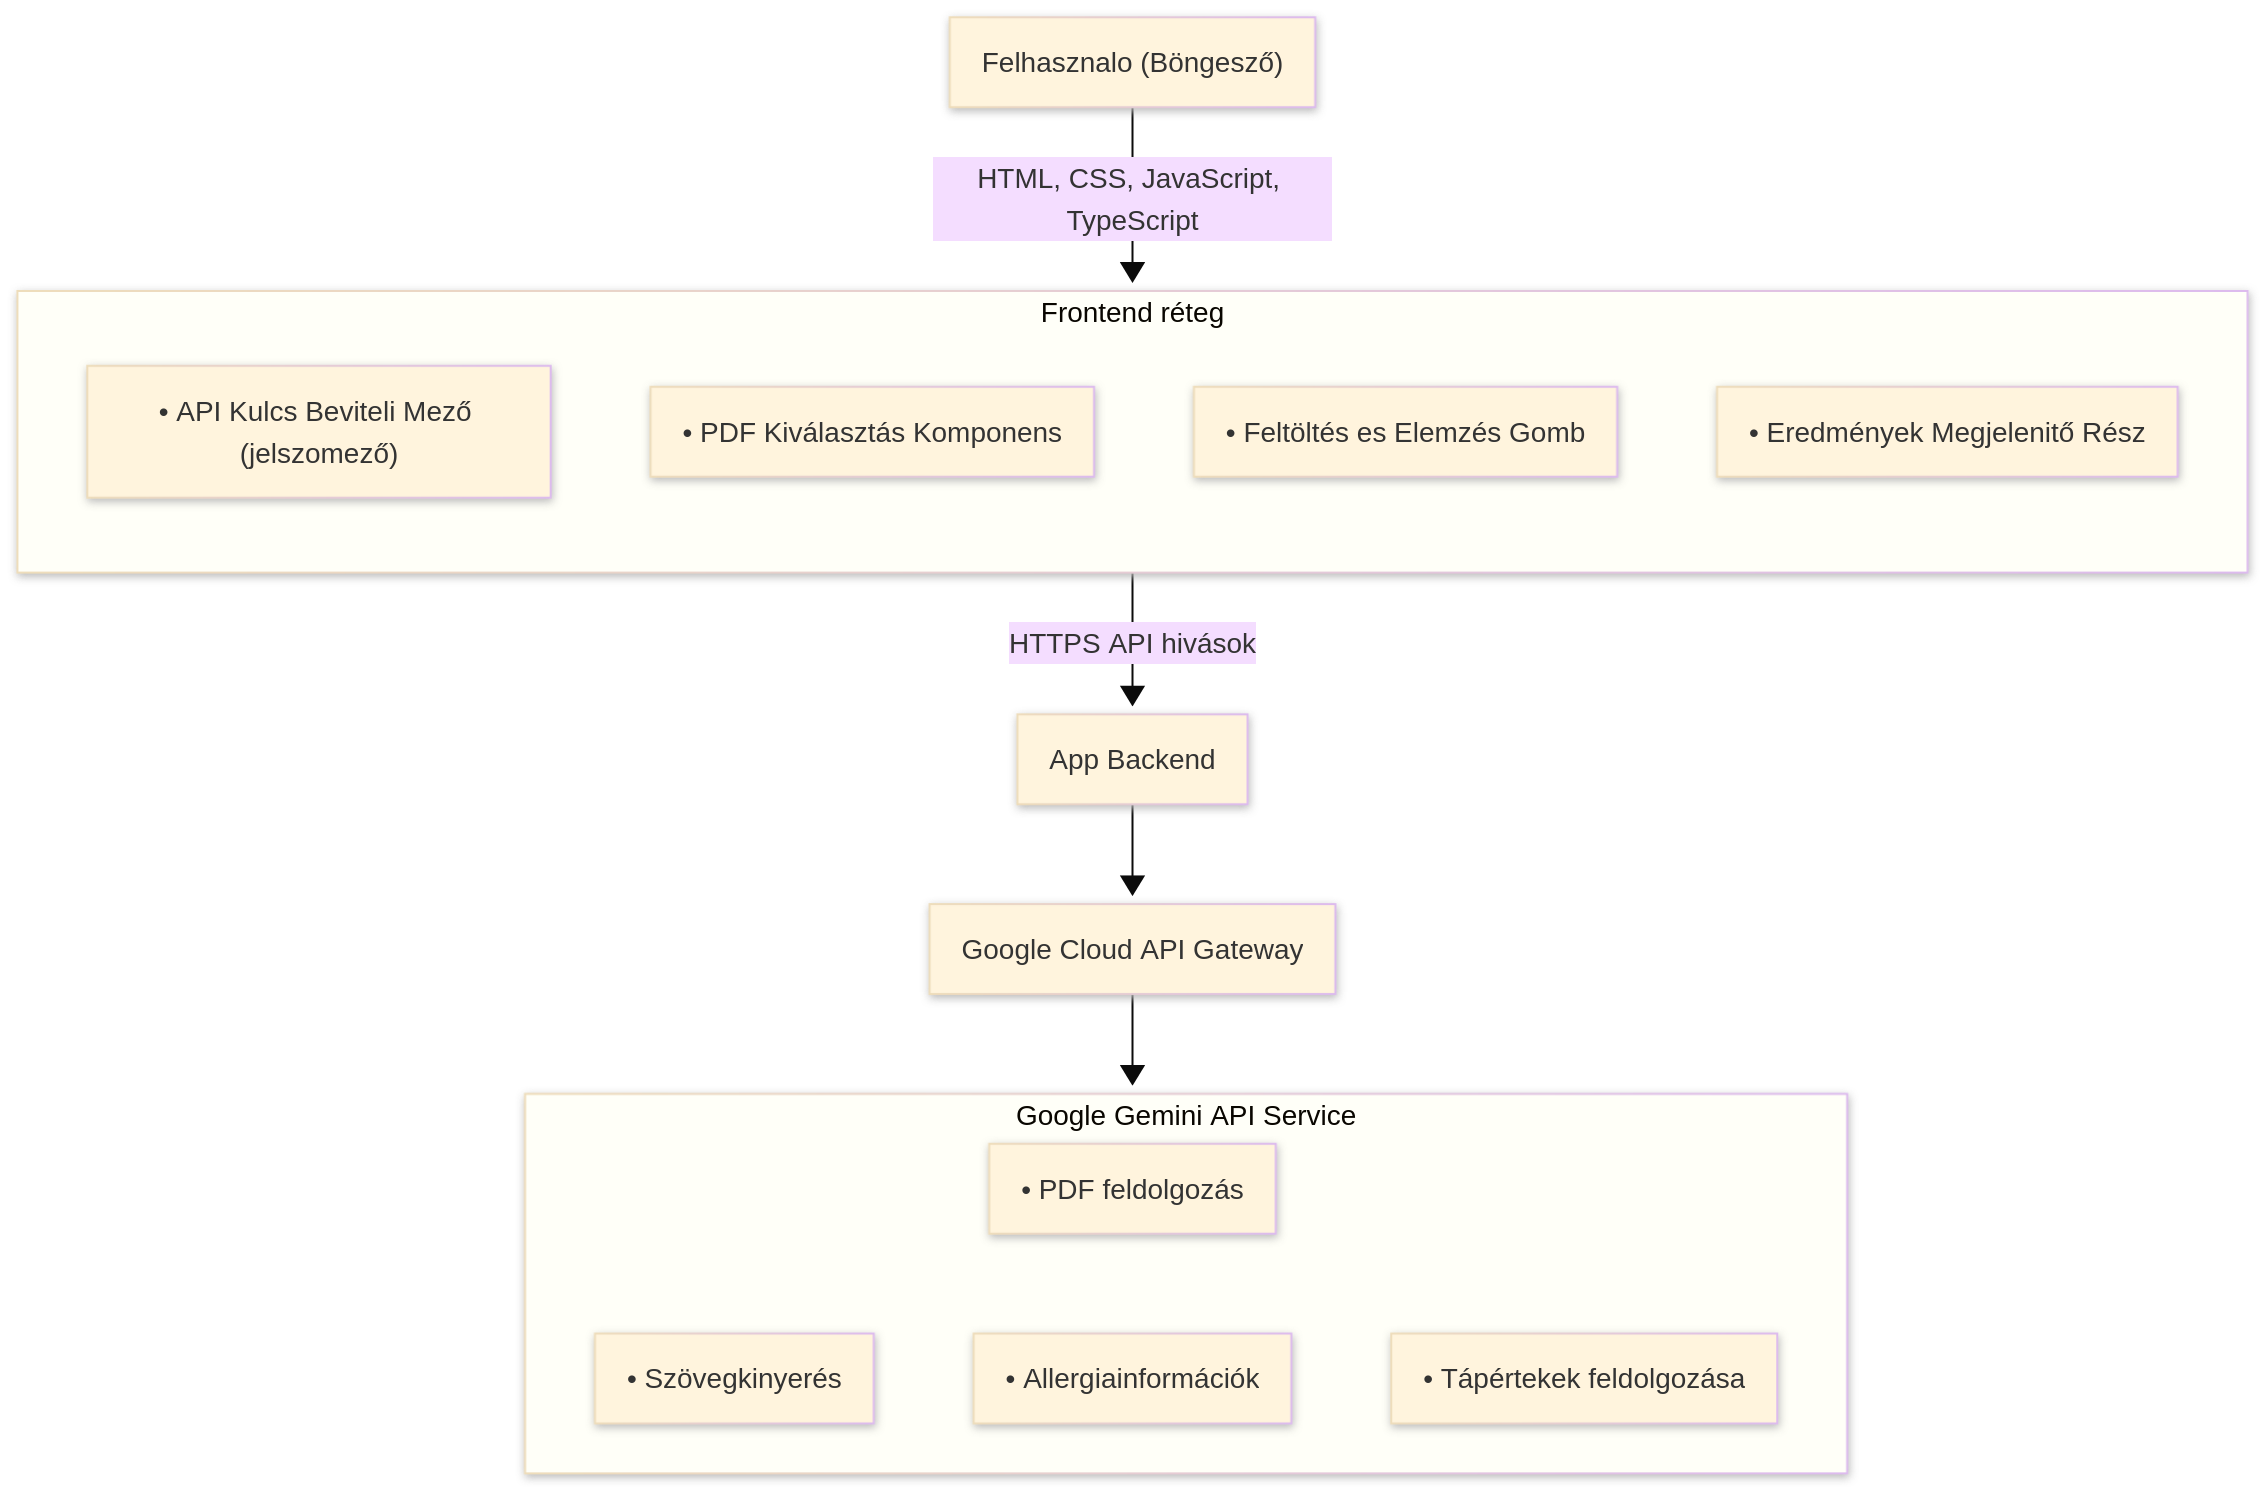 Felhasznalo (Böngesző)
HTML, CSS, JavaScript,
TypeScript
Frontend réteg
• API Kulcs Beviteli Mező
(jelszomező)
• PDF Kiválasztás Komponens
• Feltöltés es Elemzés Gomb
• Eredmények Megjelenitő Rész
HTTPS API hivások
App Backend
Google Cloud API Gateway
Google Gemini API Service
• PDF feldolgozás
• Szövegkinyerés
• Allergiainformációk
• Tápértekek feldolgozása